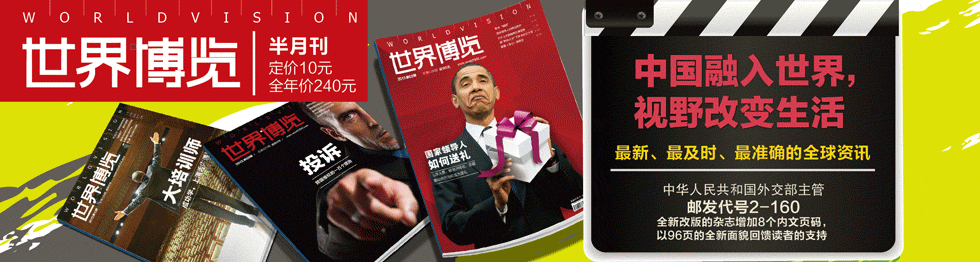 WORLDVISION
世界博览
半月刊
定价10元
全年价240元
WORLDVISION
世界博览
大培训师
WORLDVISION
世界博览
投诉
WORLDVISION
世界博览
国家领导人
如何送礼
中国融入世界，
视野改变生活
最新、最及时、最准确的全球资讯
中华人民共和国外交部主管
邮发代号2-160
全新改版的杂志增加8个内文页码，
以96页的全新面貌回馈读者的支持